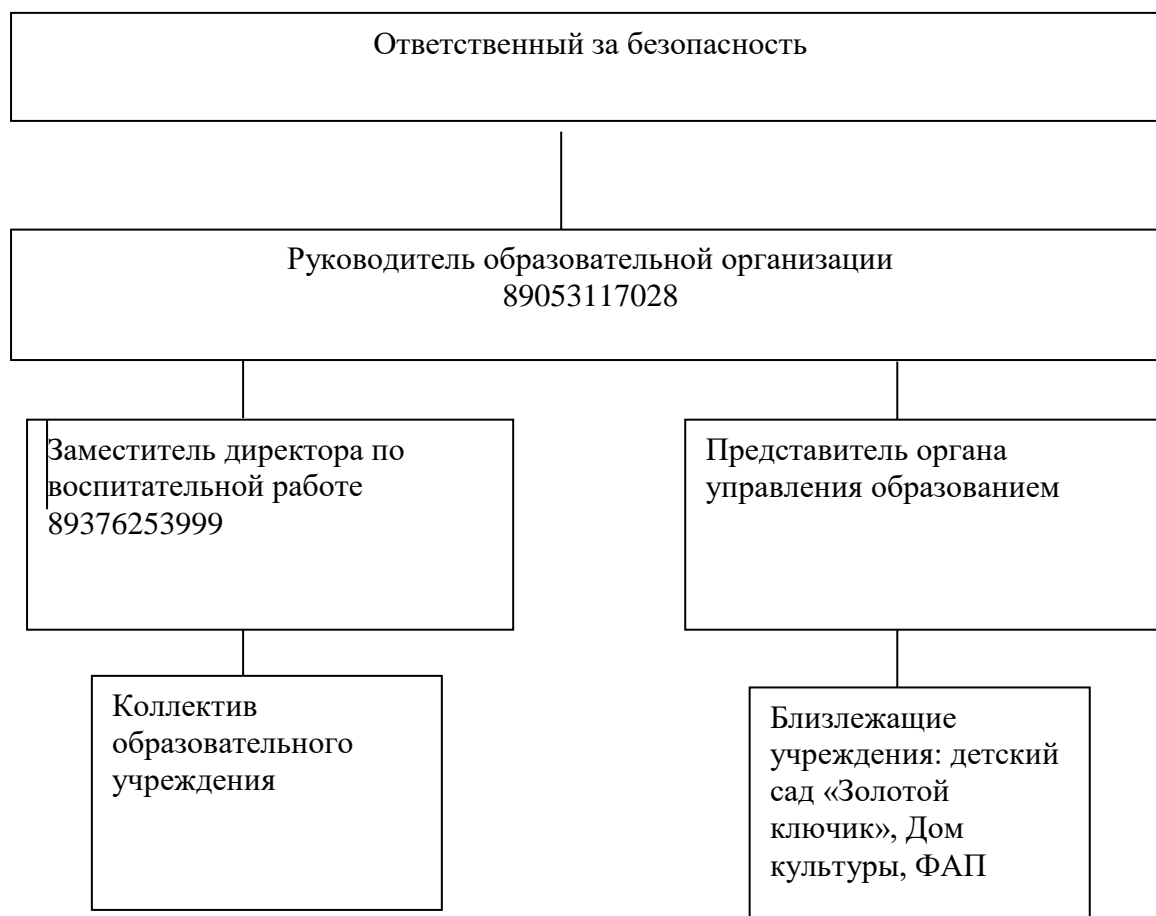 Ответственный за безопасность
Руководитель образовательной организации
89053117028
Заместитель директора по
воспитательной работе
89376253999
Представитель органа
управления образованием
Коллектив
образовательного
учреждения
Близлежащие
учреждения: детский
сад «Золотой
ключик», Дом
культуры, ФАП